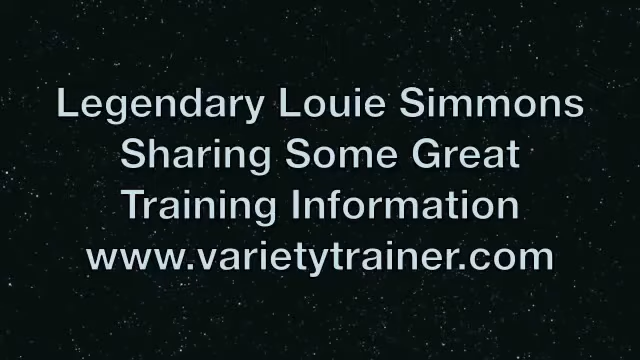 Legendary Louie Simmons
Sharing Some Great
Training Information
www.varietytrainer.com